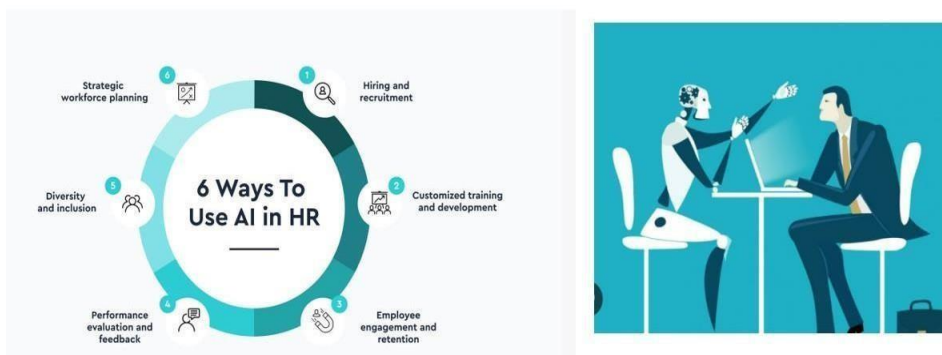 6 Ways To
Use AI in HR
1
Hiring and
recruitment
2
Customized training
and development
3
Employee
engagement and
retention
4
Performance
evaluation and
feedback
5
Diversity
and inclusion
6
Strategic
workforce planning